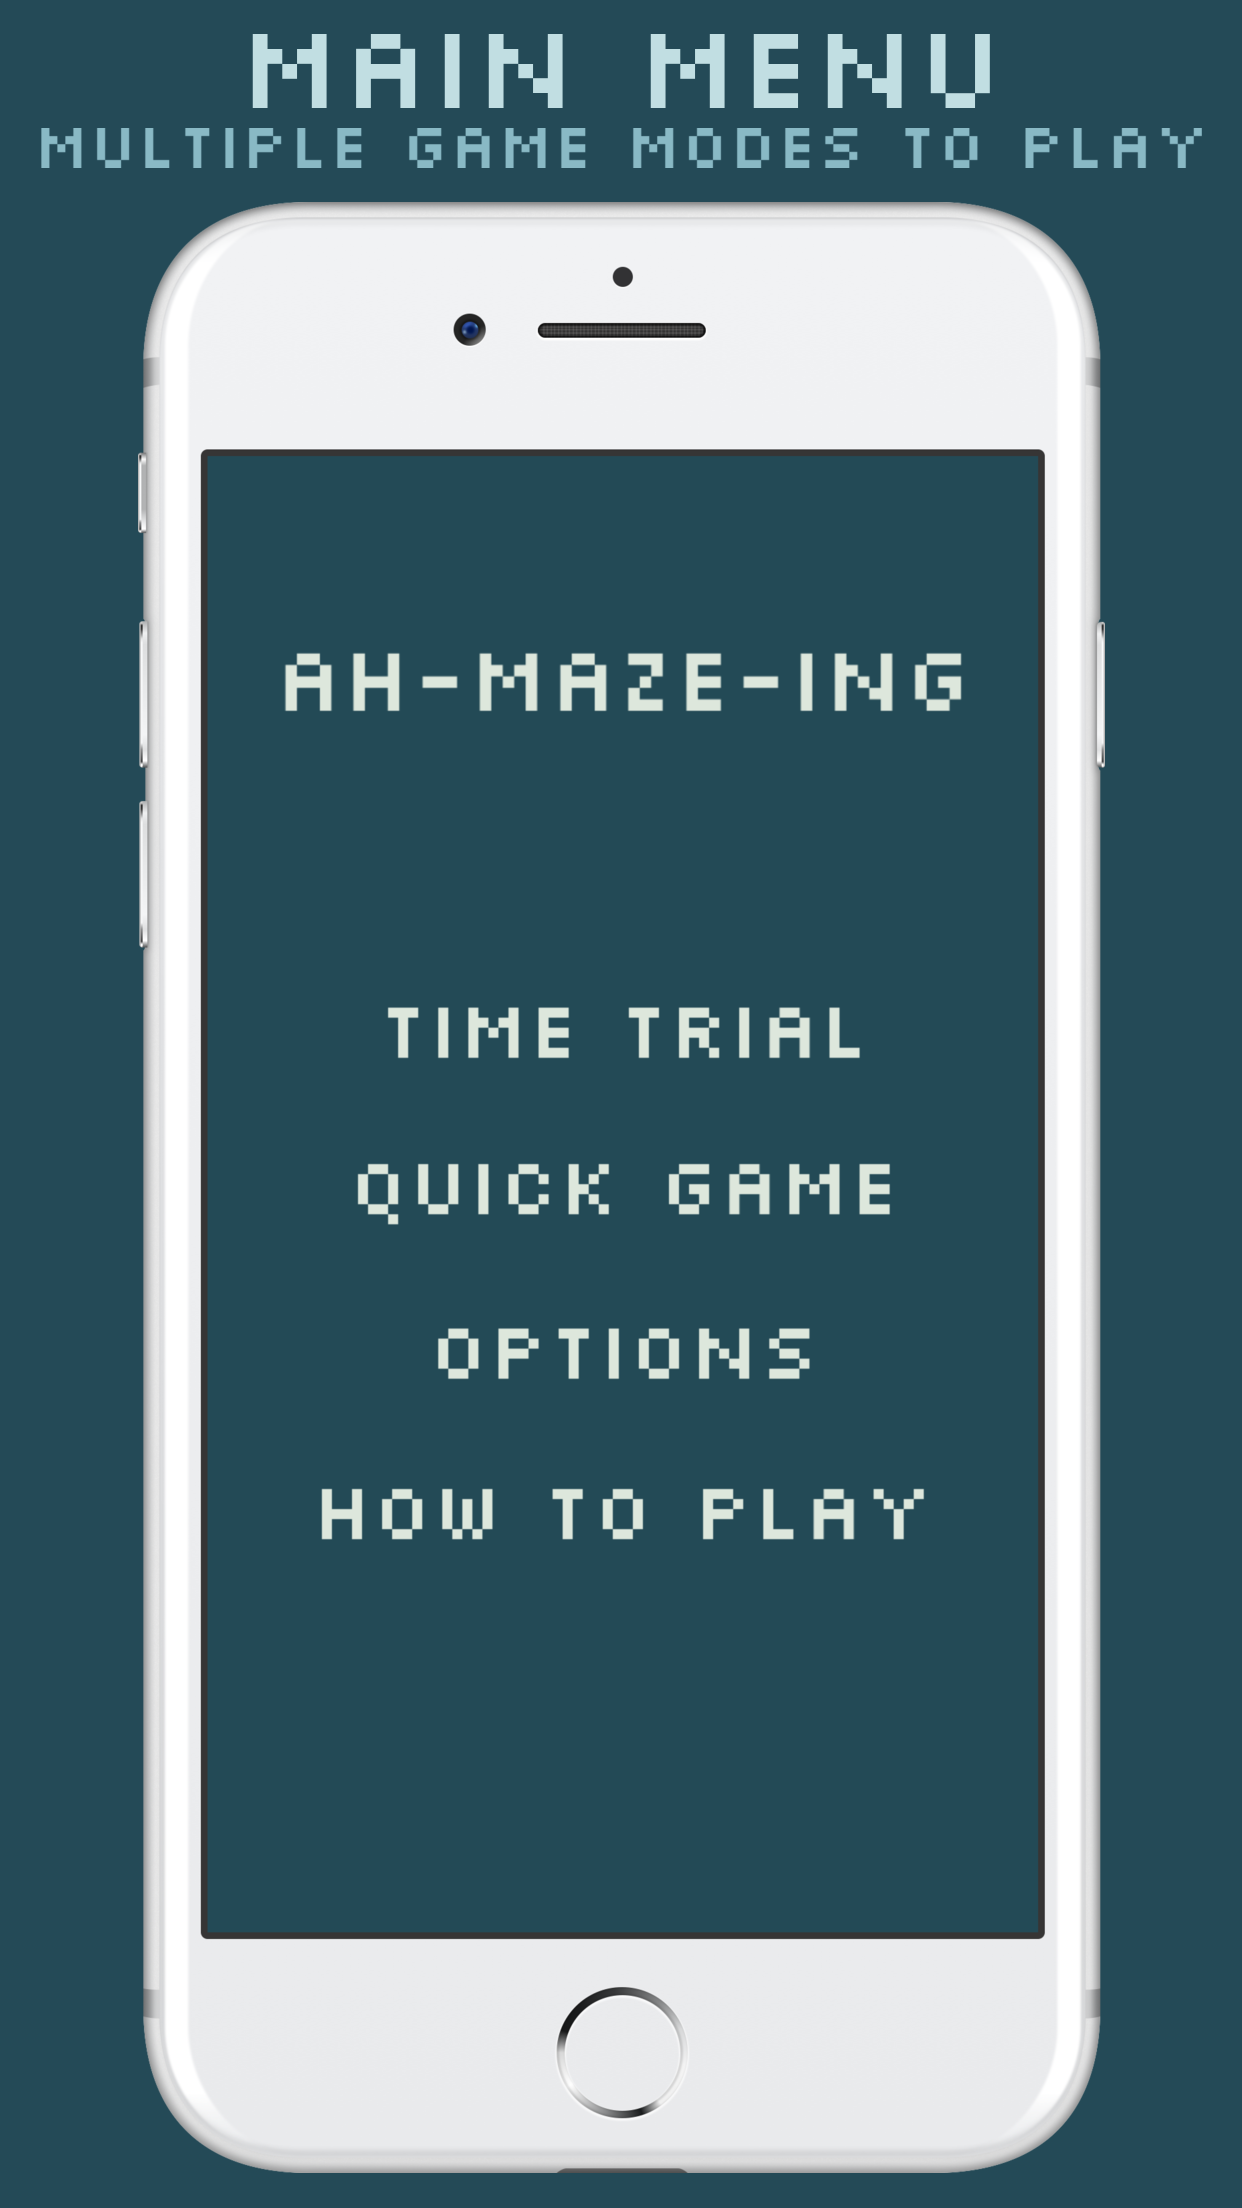 MAIN MENU
MULTIPLE GAME MODES TO PLAY
AH-MAZE-ING
TIME TRIAL
QUICK GAME
OPTIONS
HOW TO PLAY